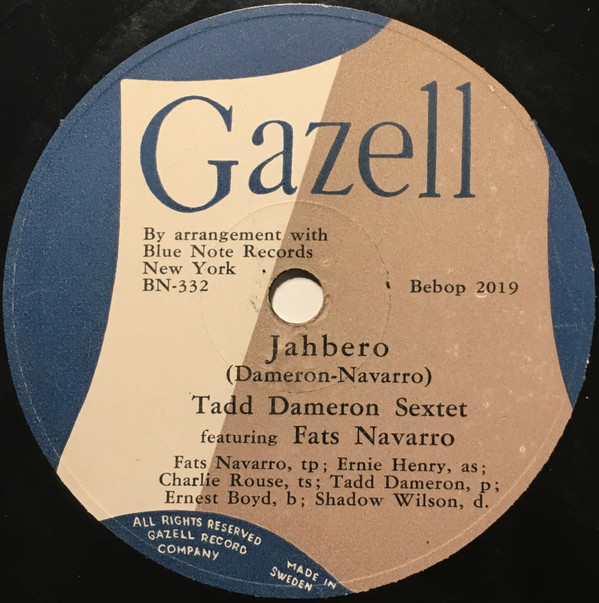 Gazell
By arrangement with
Blue Note Records
New York
BN-332
Bebop 2019
Jahbero
(Dameron-Navarro)
Tadd Dameron Sextet
featuring Fats Navarro
Fats Navarro, tp; Ernie Henry, as;
Charlie Rouse, ts; Tadd Dameron, p;
Ernest Boyd, b; Shadow Wilson, d.
ALL RIGHTS RESERVED
GAZELL RECORD
COMPANY
MADE IN
SWEDEN